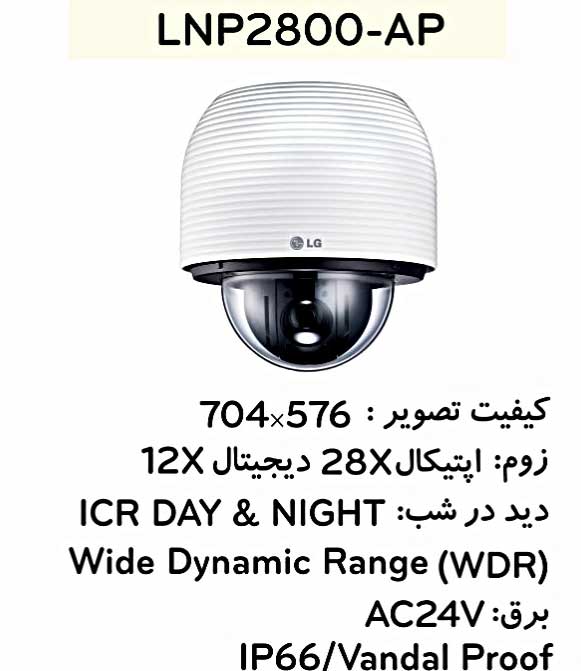 LNP2800-AP
LG
کیفیت تصویر : 704×576
زوم: اپتیکال28X دیجیتال 12X
دید در شب: ICR DAY & NIGHT
Wide Dynamic Range (WDR)
برق: AC24V
IP66/Vandal Proof